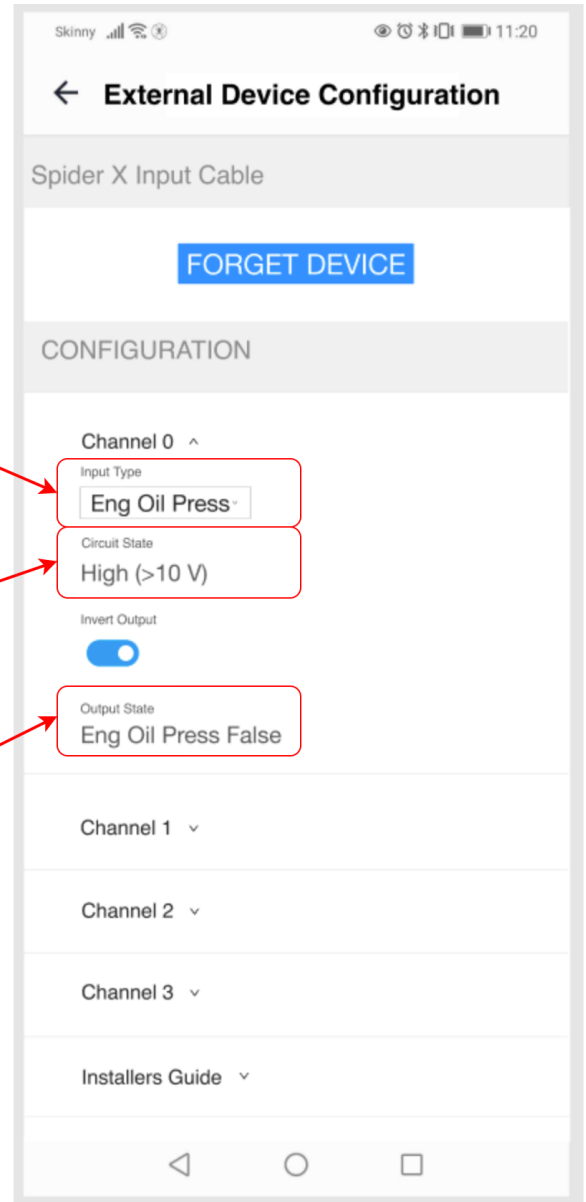 Skinny 11:20
External Device Configuration
Spider X Input Cable
FORGET DEVICE
CONFIGURATION
Channel 0
Input Type
Eng Oil Press
Circuit State
High (>10 V)
Invert Output
Output State
Eng Oil Press False
Channel 1
Channel 2
Channel 3
Installers Guide